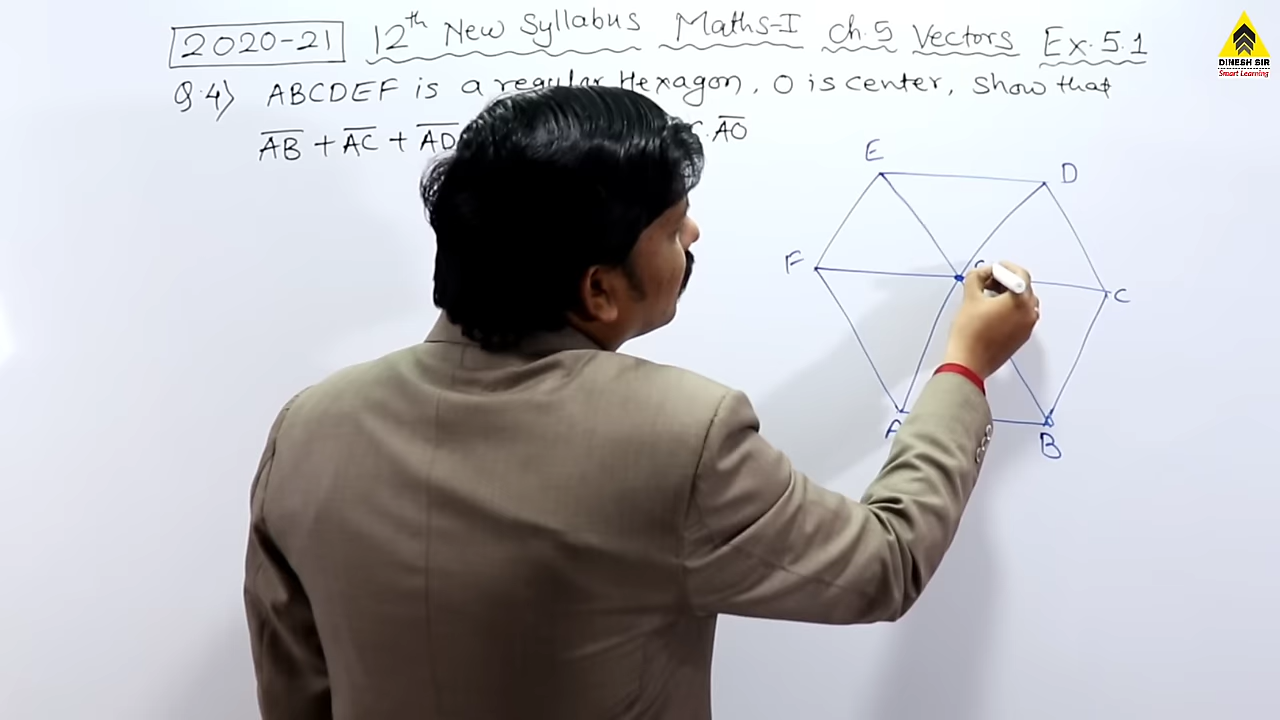 2020-21 12th New Syllabus Maths-I Ch.5 Vectors Ex.5.1
Q.4) ABCDEF is a regular Hexagon, O is center, Show that
AB + AC + AD AO
E
D
F
C
A
B
DINESH SIR
Smart Learning